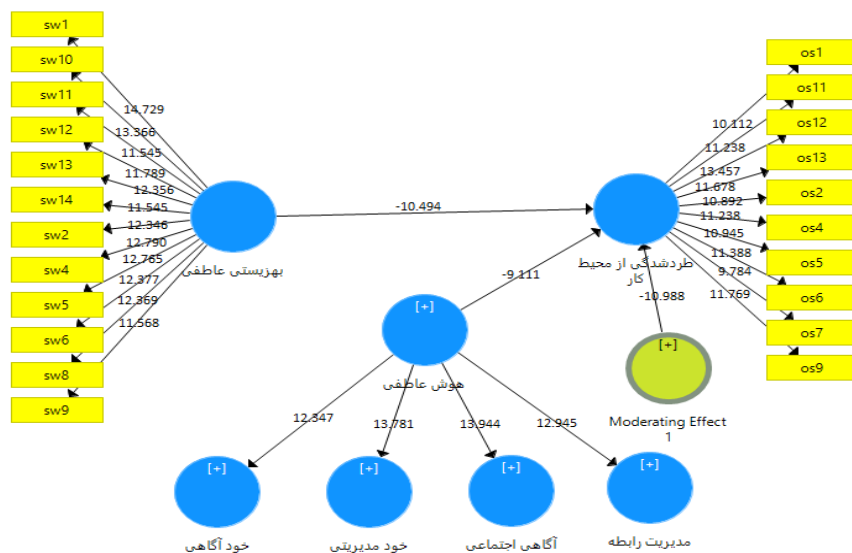 sw1
sw10
sw11
sw12
sw13
sw14
sw2
sw4
sw5
sw6
sw8
sw9
14.729
13.366
11.545
11.789
12.356
11.545
12.346
12.790
12.765
12.377
12.369
11.568
بهزیستی عاطفی
-10.494
os1
os11
os12
os13
os2
os4
os5
os6
os7
os9
10.112
11.238
13.457
11.678
10.892
11.238
10.945
11.388
9.784
11.769
طردشدگی از محیط
کار
-9.111
-10.988
[+]
هوش عاطفی
[+]
Moderating Effect
1
12.347
13.781
13.944
12.945
[+]
خود آگاهی
[+]
خود مدیریتی
[+]
آگاهی اجتماعی
[+]
مدیریت رابطه